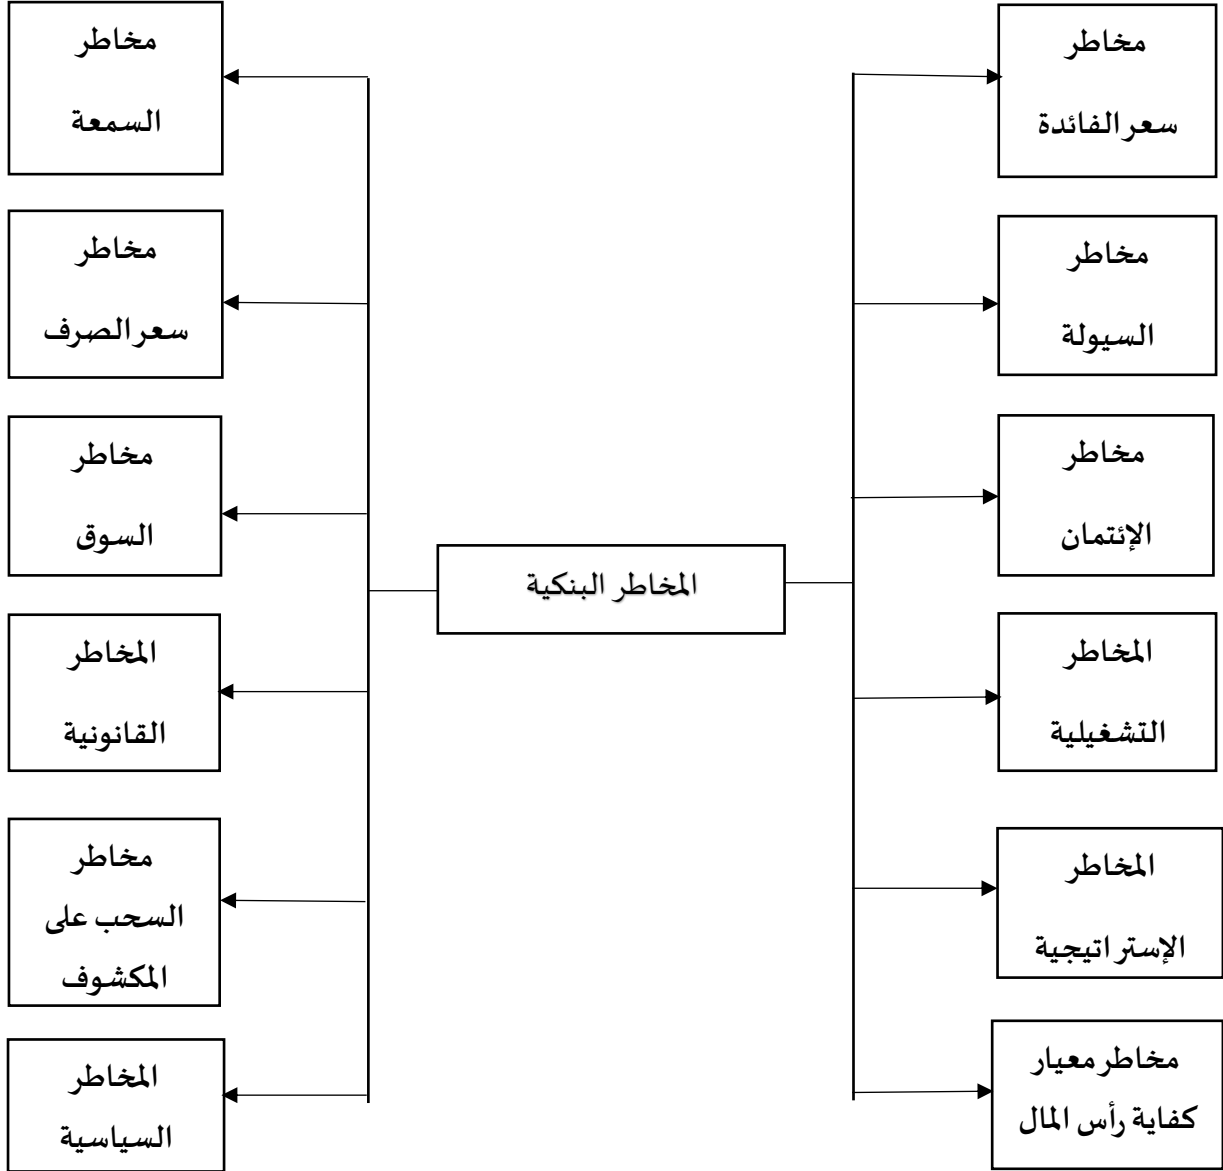 مخاطر
سعر الفائدة
مخاطر
السيولة
مخاطر
الإئتمان
المخاطر
التشغيلية
المخاطر
الإستراتيجية
مخاطر معيار
كفاية رأس المال
المخاطر البنكية
مخاطر
السمعة
مخاطر
سعر الصرف
مخاطر
السوق
المخاطر
القانونية
مخاطر
السحب على
المكشوف
المخاطر
السياسية